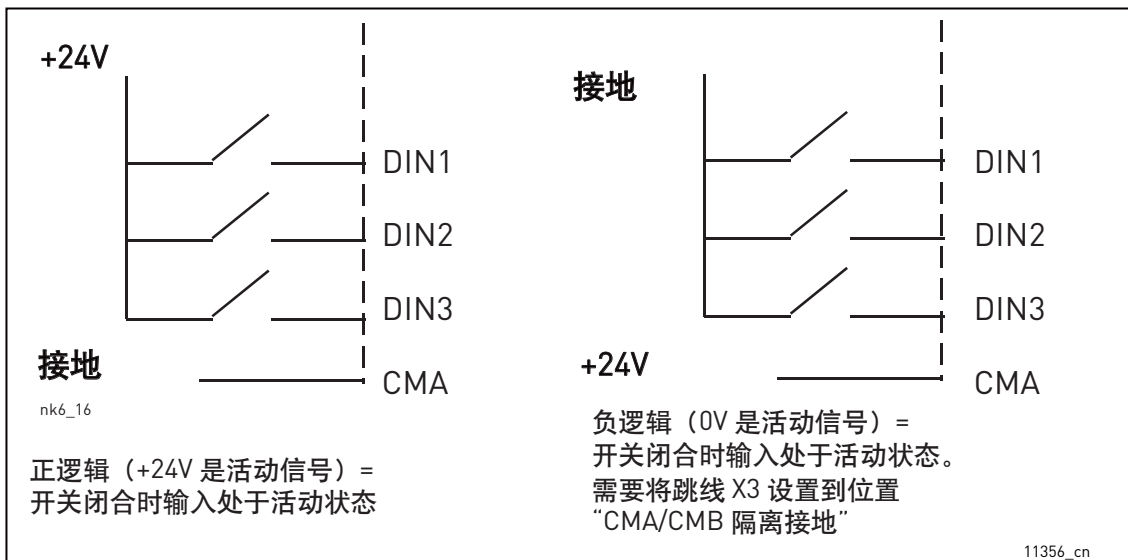 +24V
DIN1
DIN2
DIN3
接地
CMA
nk6_16
正逻辑（+24V 是活动信号）=
开关闭合时输入处于活动状态
接地
DIN1
DIN2
DIN3
+24V
CMA
负逻辑（0V 是活动信号）=
开关闭合时输入处于活动状态。
需要将跳线 X3 设置到位置
“CMA/CMB 隔离接地”
11356_cn